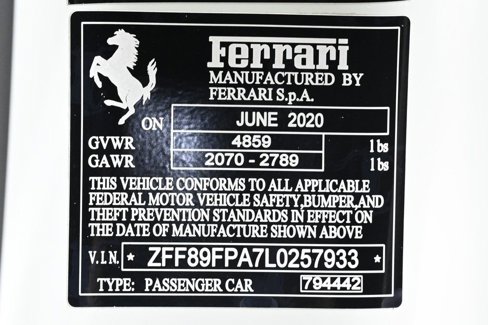 Ferrari
MANUFACTURED BY
FERRARI S.p.A.
ON JUNE 2020
GVWR 4859 lbs
GAWR 2070 - 2789 lbs
THIS VEHICLE CONFORMS TO ALL APPLICABLE
FEDERAL MOTOR VEHICLE SAFETY,BUMPER,AND
THEFT PREVENTION STANDARDS IN EFFECT ON
THE DATE OF MANUFACTURE SHOWN ABOVE
V.I.N. * ZFF89FPA7L0257933 *
TYPE: PASSENGER CAR 794442